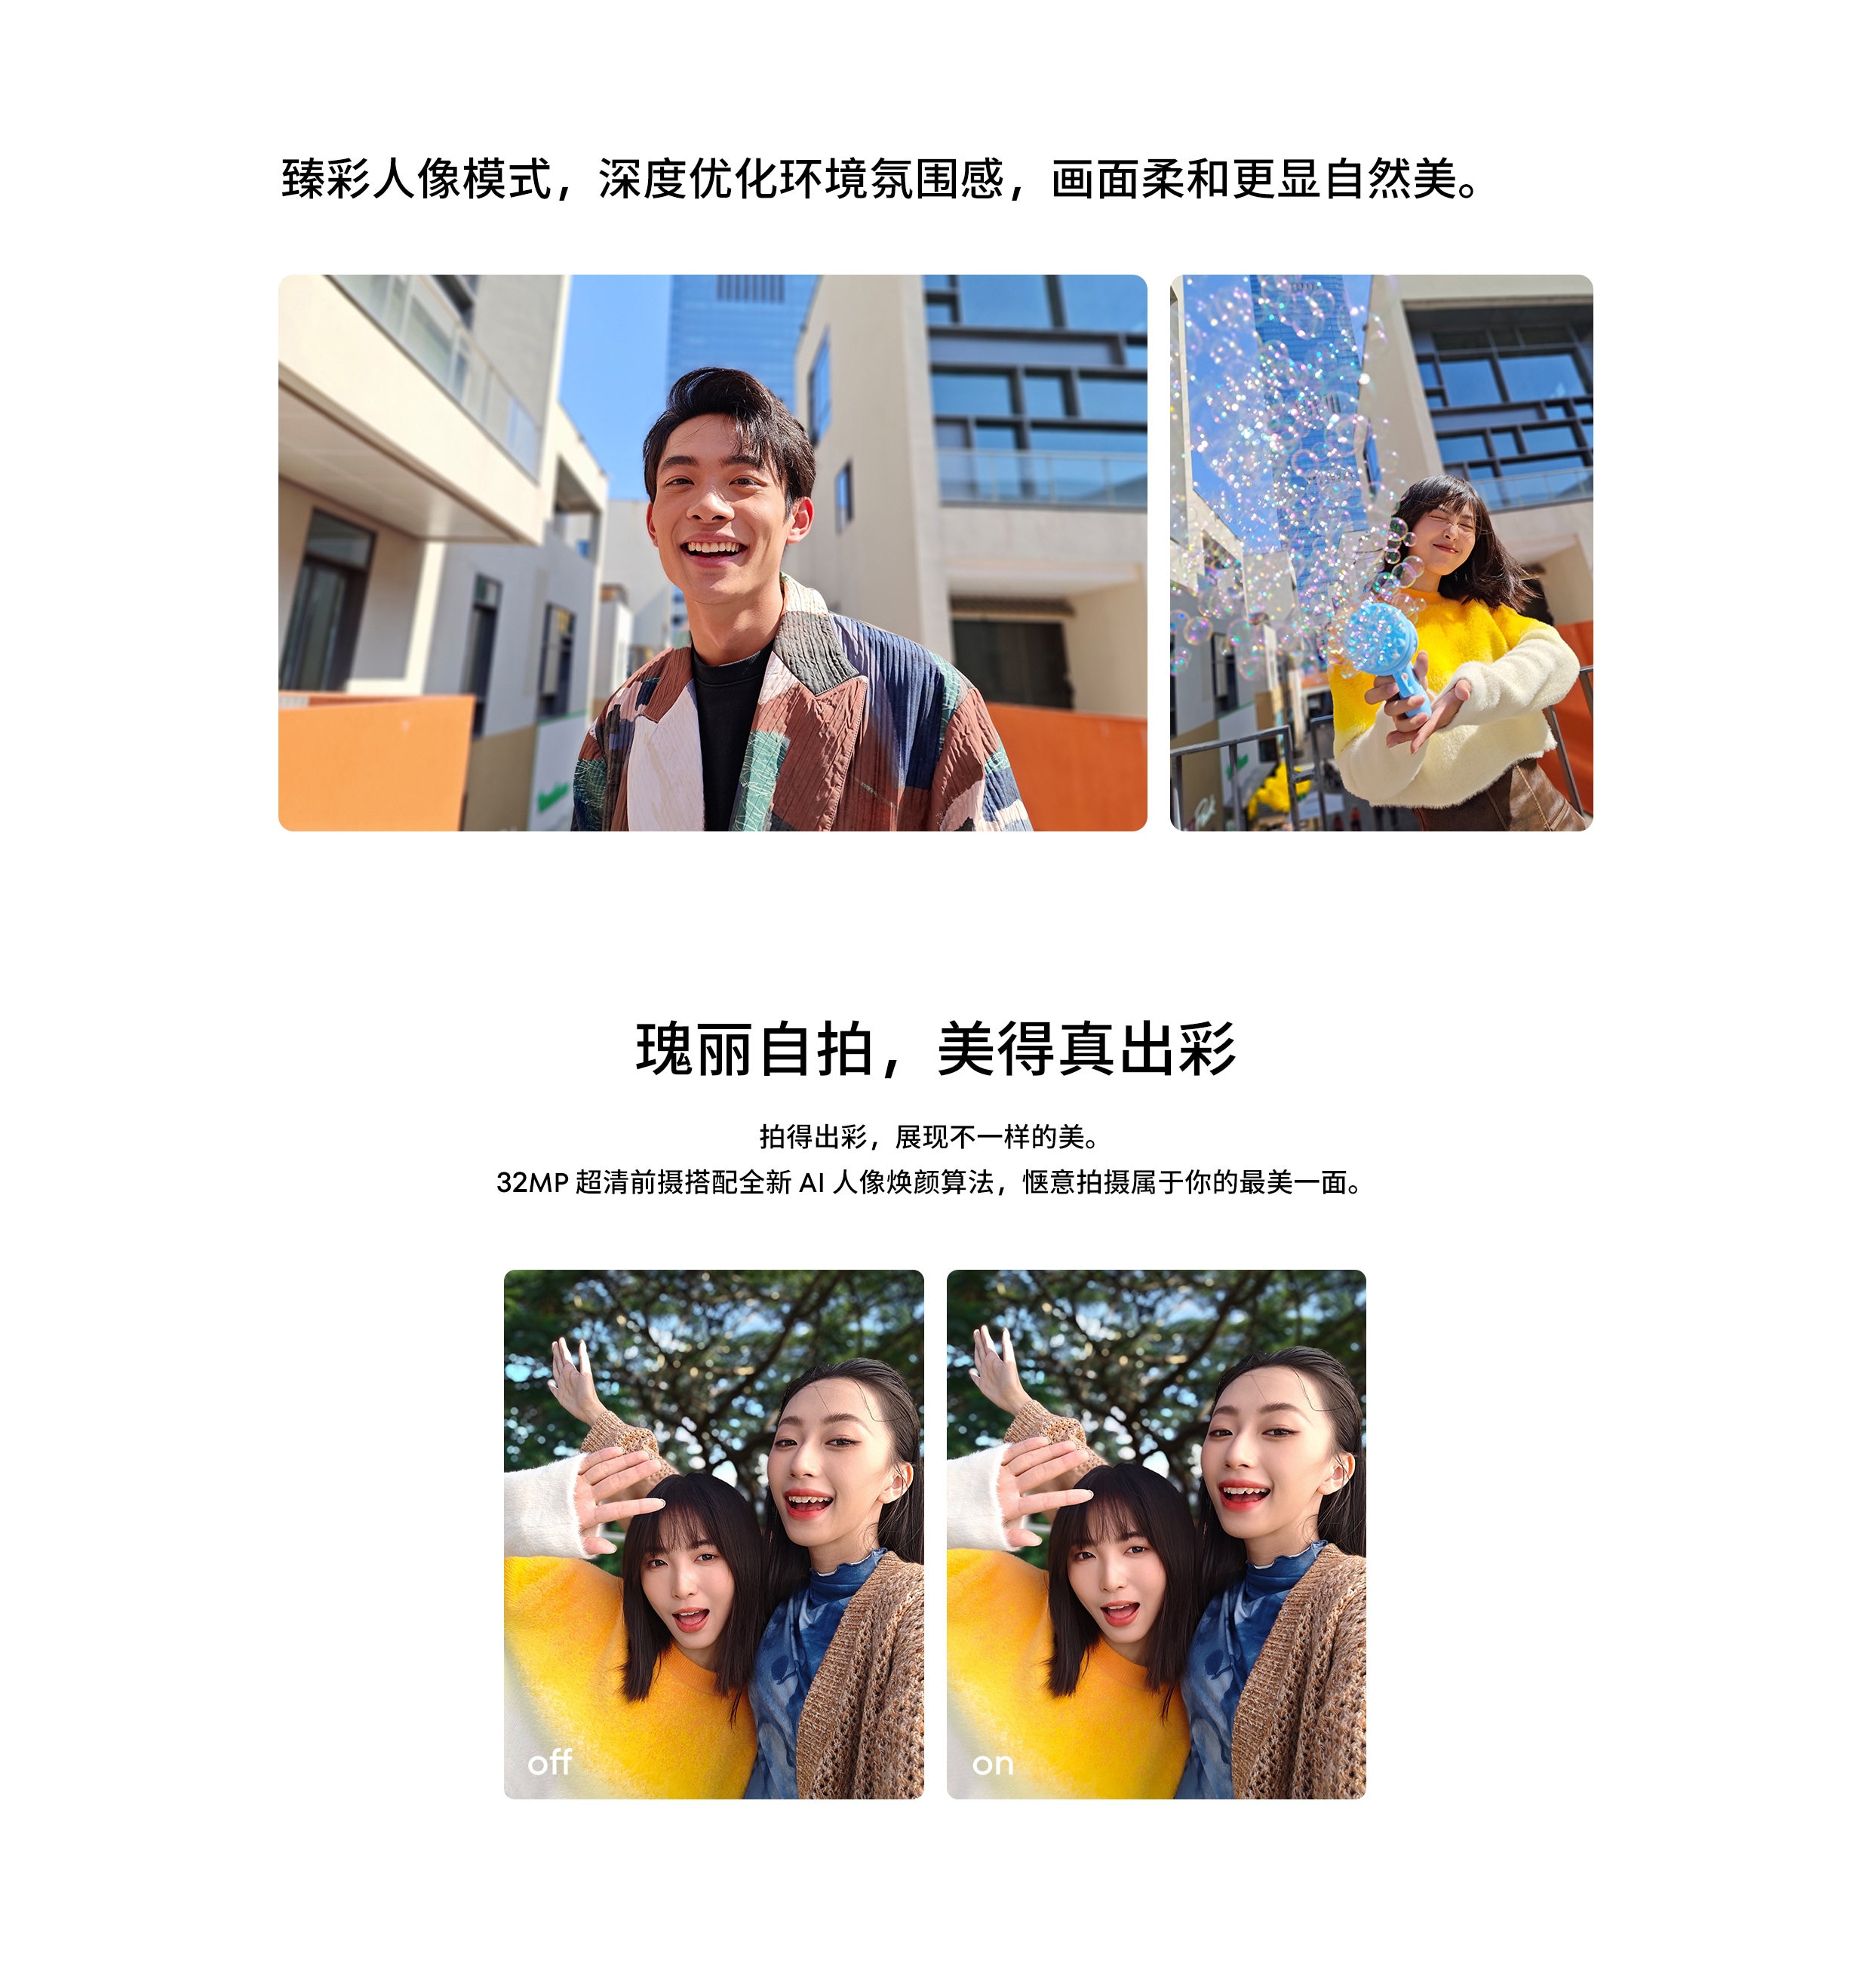 臻彩人像模式，深度优化环境氛围感，画面柔和更显自然美。
瑰丽自拍，美得真出彩
拍得出彩，展现不一样的美。
32MP 超清前摄搭配全新 AI 人像焕颜算法，惬意拍摄属于你的最美一面。
off
on